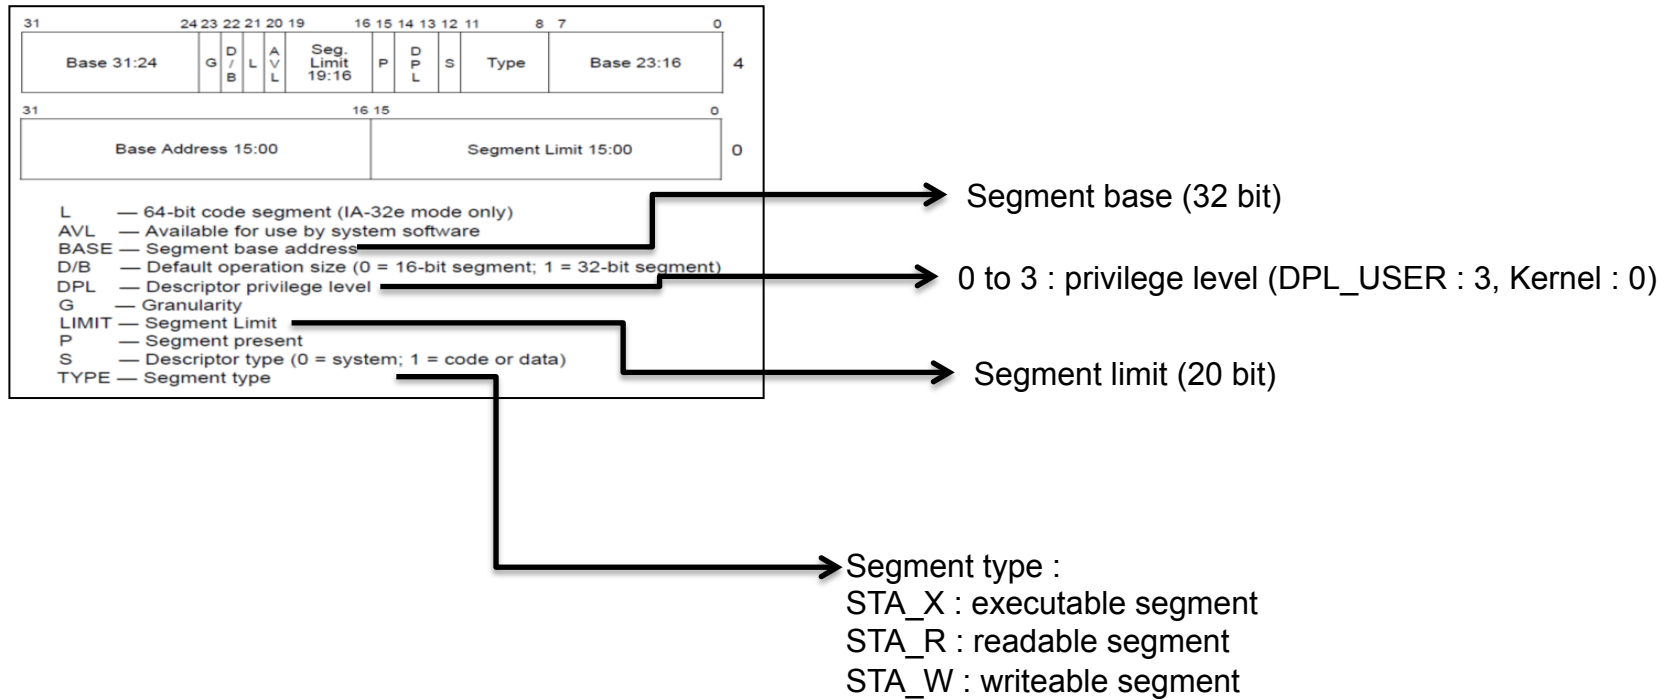 31 24 23 22 21 20 19 16 15 14 13 12 11 8 7 0
Base 31:24 G D/B L AVL Seg. Limit 19:16 P DPL S Type Base 23:16 4
31 16 15 0
Base Address 15:00 Segment Limit 15:00 0
L — 64-bit code segment (IA-32e mode only)
AVL — Available for use by system software
BASE — Segment base address
D/B — Default operation size (0 = 16-bit segment; 1 = 32-bit segment)
DPL — Descriptor privilege level
G — Granularity
LIMIT — Segment Limit
P — Segment present
S — Descriptor type (0 = system; 1 = code or data)
TYPE — Segment type
Segment base (32 bit)
0 to 3 : privilege level (DPL_USER : 3, Kernel : 0)
Segment limit (20 bit)
Segment type :
STA_X : executable segment
STA_R : readable segment
STA_W : writeable segment